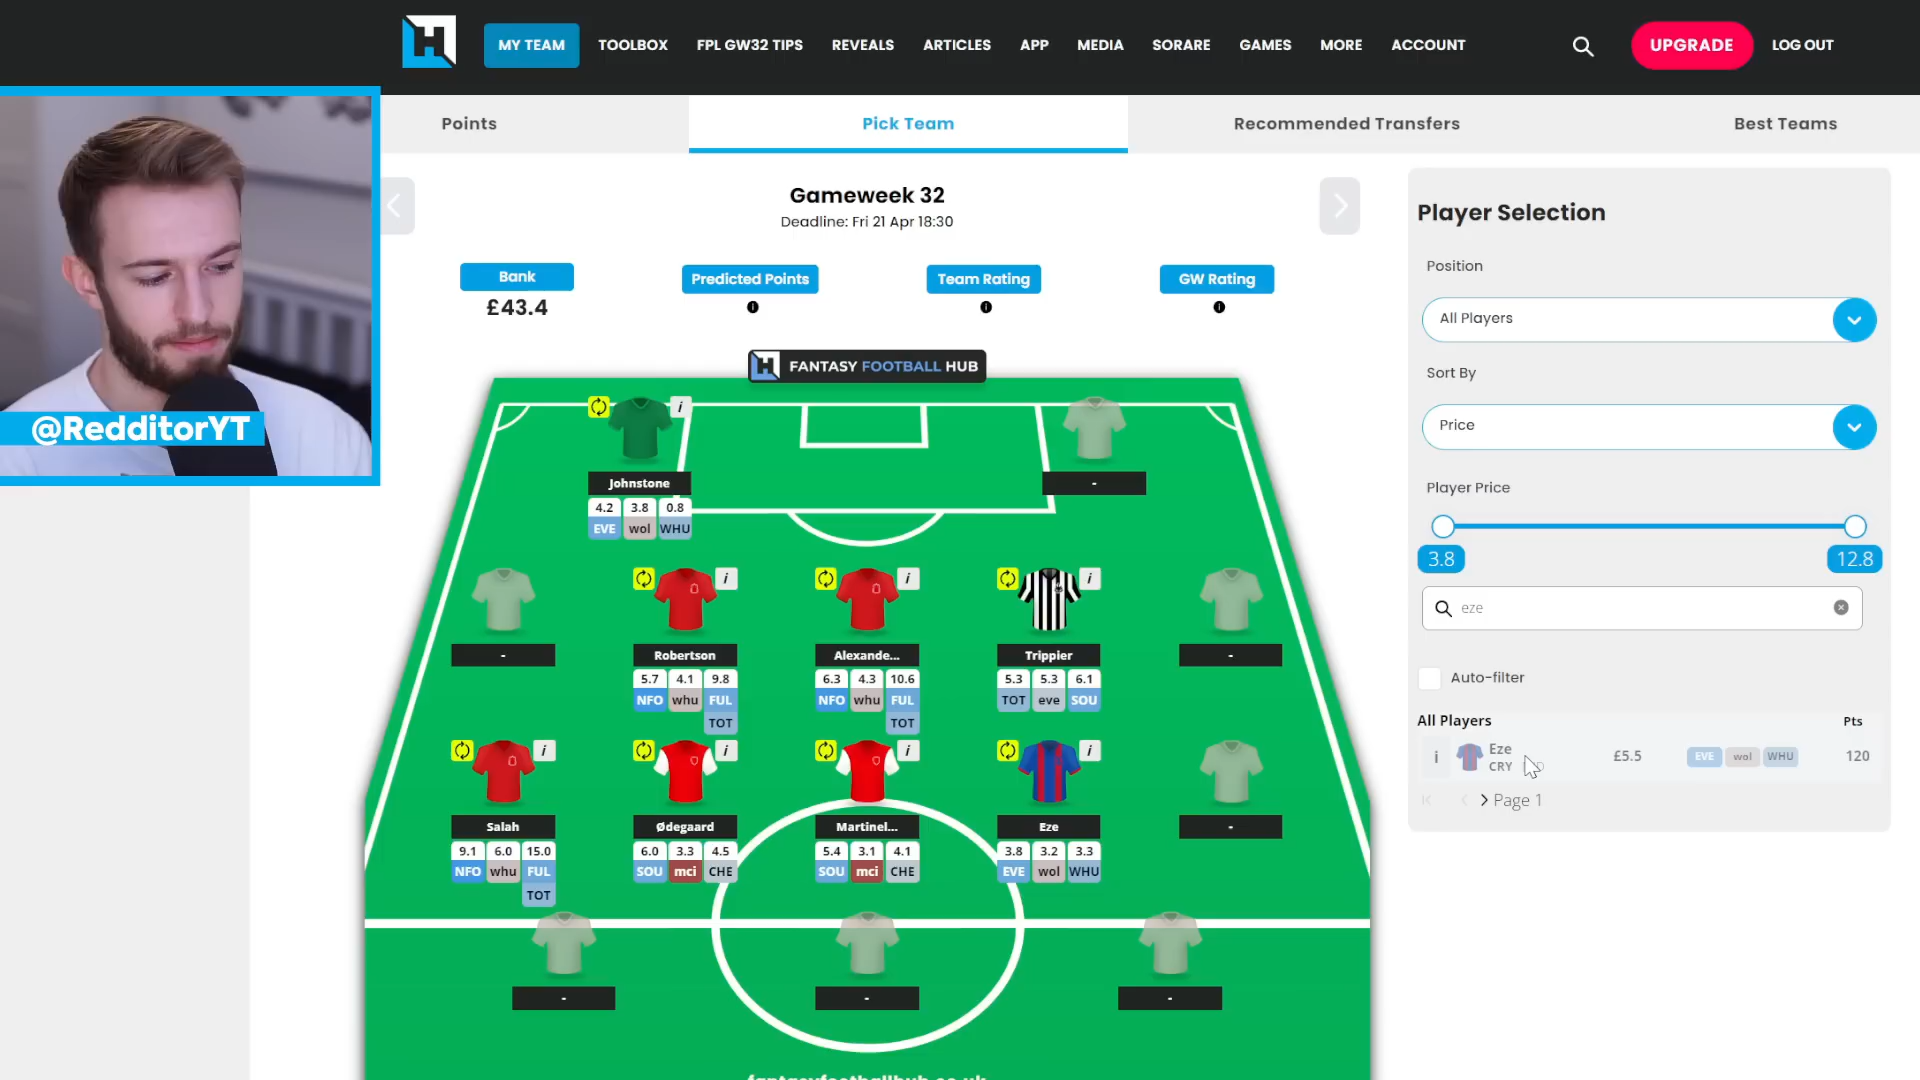 H
MY TEAM
TOOLBOX
FPL GW32 TIPS
REVEALS
ARTICLES
APP
MEDIA
SORARE
GAMES
MORE
ACCOUNT
UPGRADE
LOG OUT
Points
Pick Team
Recommended Transfers
Best Teams
@RedditorYT
Gameweek 32
Deadline: Fri 21 Apr 18:30
Bank
£43.4
Predicted Points
Team Rating
GW Rating
FANTASY FOOTBALL HUB
i
Johnstone
4.2 3.8 0.8
EVE wol WHU
-
-
i
Robertson
5.7 4.1 9.8
NFO whu FUL
TOT
i
Alexande...
6.3 4.3 10.6
NFO whu FUL
TOT
i
Trippier
5.3 5.3 6.1
TOT eve SOU
-
i
Salah
9.1 6.0 15.0
NFO whu FUL
TOT
i
Ødegaard
6.0 3.3 4.5
SOU mci CHE
i
Martinel...
5.4 3.1 4.1
SOU mci CHE
i
Eze
3.8 3.2 3.3
EVE wol WHU
-
-
-
-
fantasyfootballhub.co.uk
Player Selection
Position
All Players
Sort By
Price
Player Price
3.8
12.8
eze
Auto-filter
All Players Pts
i Eze £5.5 EVE wol WHU 120
CRY
Page 1